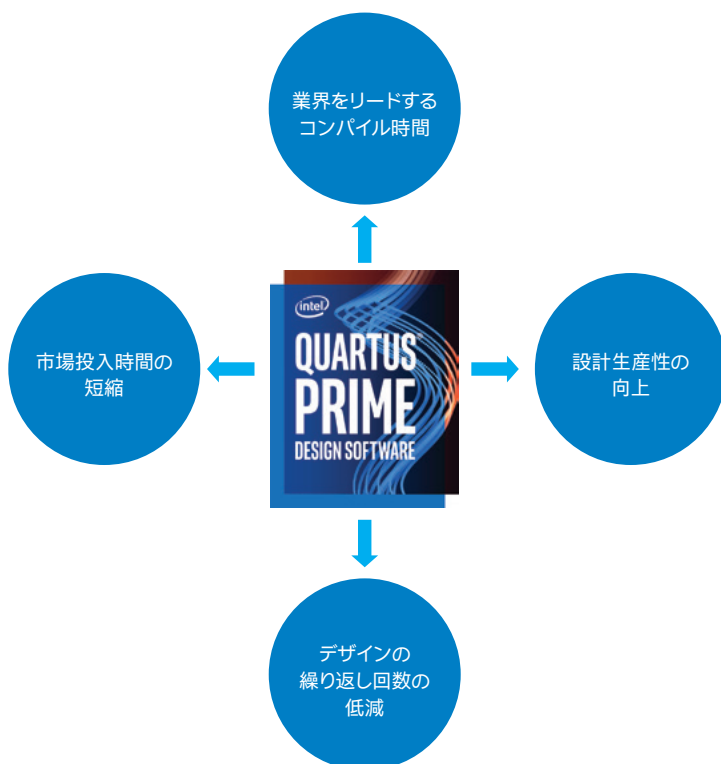 業界をリードする
コンパイル時間
市場投入時間の
短縮
intel
QUARTUS®
PRIME
DESIGN SOFTWARE
設計生産性の
向上
デザインの
繰り返し回数の
低減